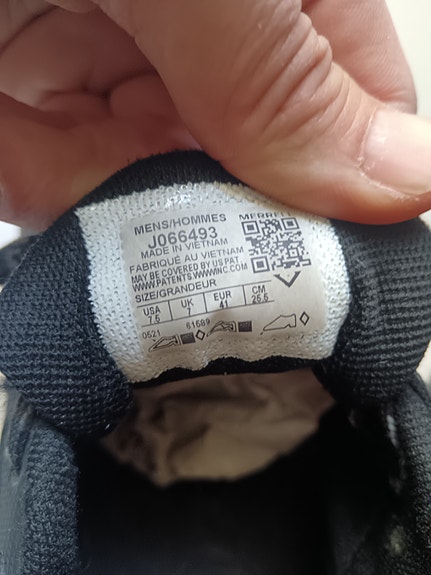 MENS/HOMMES
J066493
MADE IN VIETNAM
FABRIQUÉ AU VIETNAM
MAY BE COVERED BY US PAT.
WWW.PATENTS.WWWINC.COM
SIZE/GRANDEUR
USA UK EUR CM
7.5 7 41 25.5
0521 61589